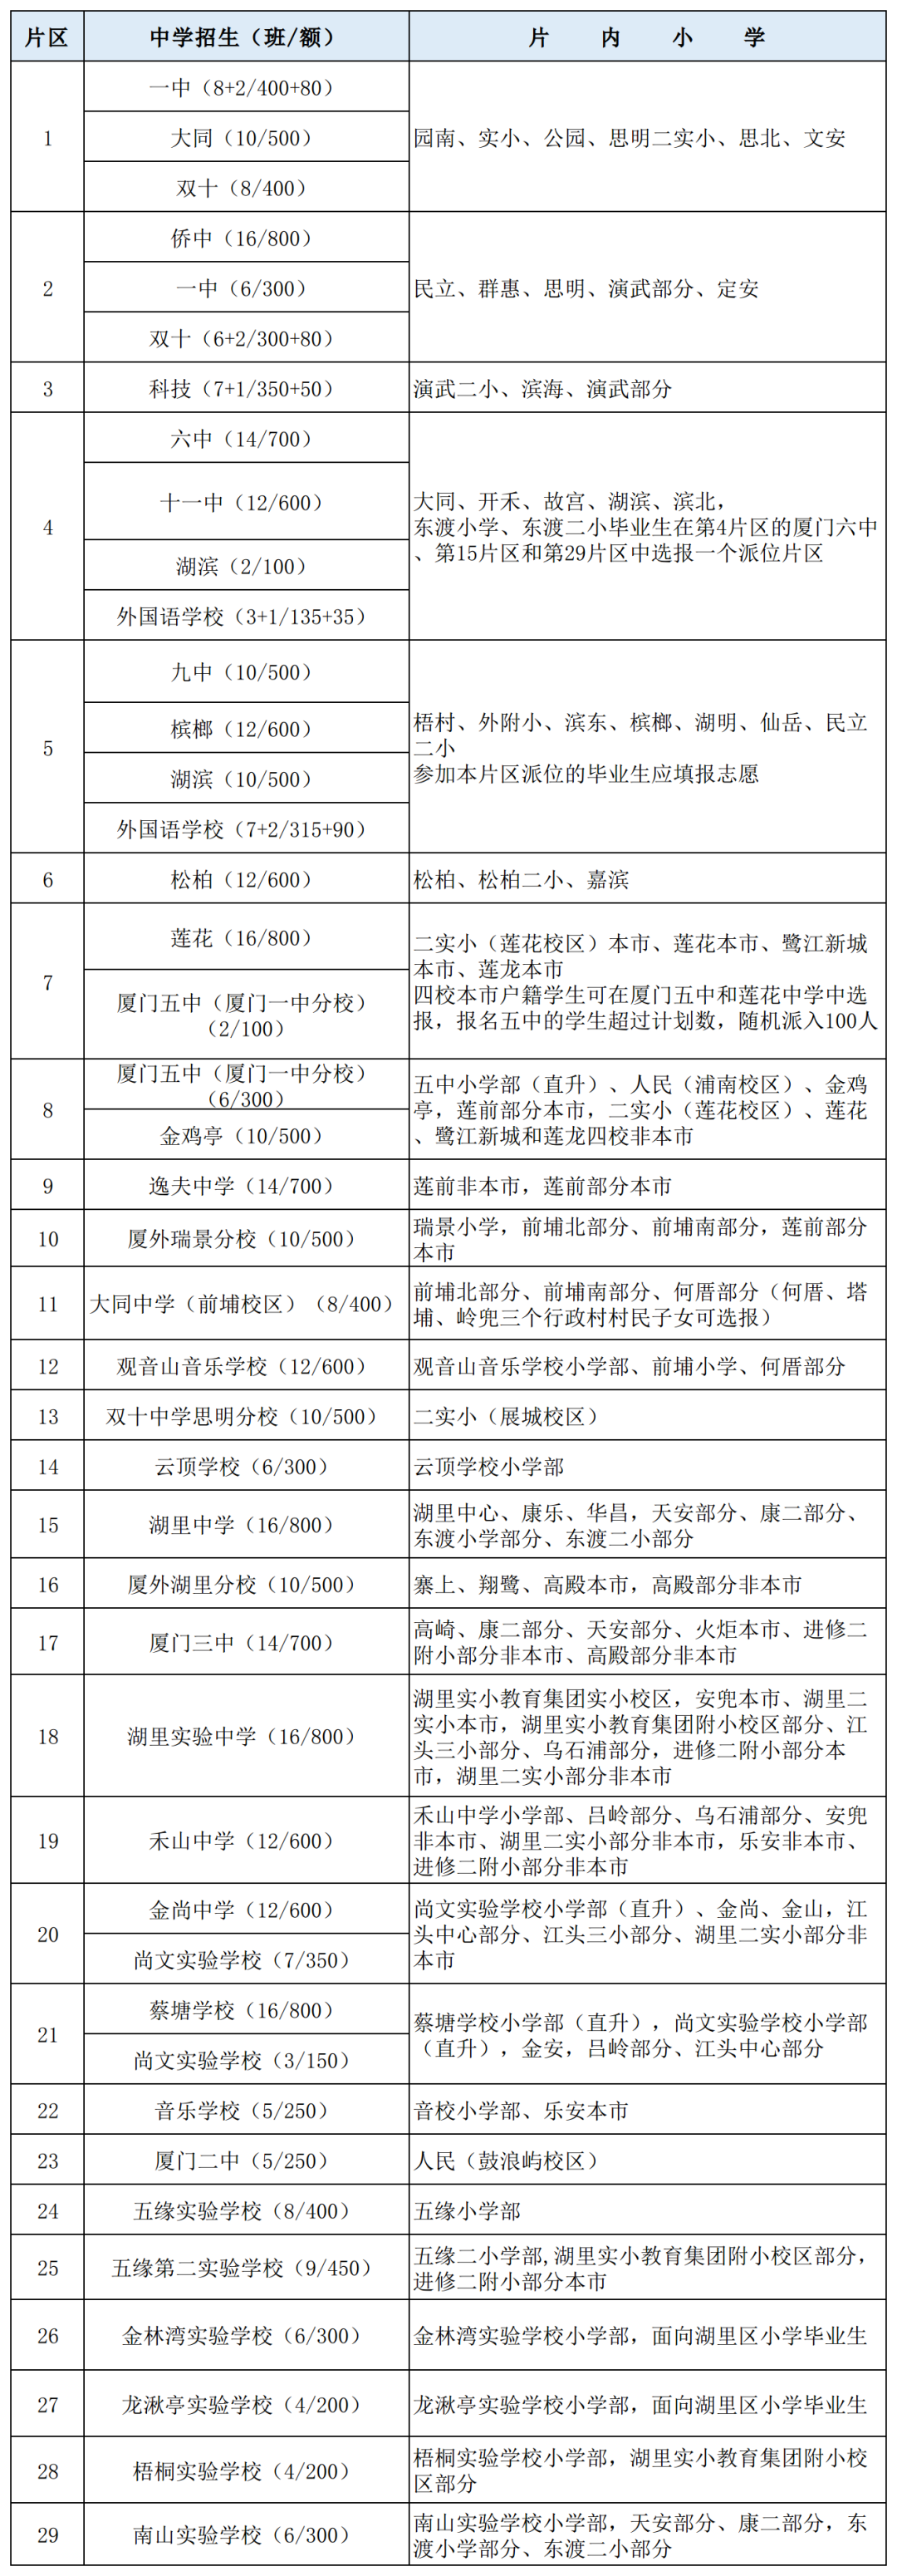 片区 中学招生（班/额） 片 内 小 学
1
一中（8+2/400+80）
大同（10/500）
双十（8/400）
园南、实小、公园、思明二实小、思北、文安
2
侨中（16/800）
一中（6/300）
双十（6+2/300+80）
民立、群惠、思明、演武部分、定安
3
科技（7+1/350+50）
演武二小、滨海、演武部分
4
六中（14/700）
十一中（12/600）
湖滨（2/100）
外国语学校（3+1/135+35）
大同、开禾、故宫、湖滨、滨北，
东渡小学、东渡二小毕业生在第4片区的厦门六中
、第15片区和第29片区中选报一个派位片区
5
九中（10/500）
槟榔（12/600）
湖滨（10/500）
外国语学校（7+2/315+90）
梧村、外附小、滨东、槟榔、湖明、仙岳、民立
二小
参加本片区派位的毕业生应填报志愿
6
松柏（12/600）
松柏、松柏二小、嘉滨
7
莲花（16/800）
厦门五中（厦门一中分校）
（2/100）
二实小（莲花校区）本市、莲花本市、鹭江新城
本市、莲龙本市
四校本市户籍学生可在厦门五中和莲花中学中选
报，报名五中的学生超过计划数，随机派入100人
8
厦门五中（厦门一中分校）
（6/300）
金鸡亭（10/500）
五中小学部（直升）、人民（浦南校区）、金鸡
亭，莲前部分本市，二实小（莲花校区）、莲花
、鹭江新城和莲龙四校非本市
9
逸夫中学（14/700）
莲前非本市，莲前部分本市
10
厦外瑞景分校（10/500）
瑞景小学，前埔北部分、前埔南部分，莲前部分
本市
11
大同中学（前埔校区）（8/400）
前埔北部分、前埔南部分、何厝部分（何厝、塔
埔、岭兜三个行政村村民子女可选报）
12
观音山音乐学校（12/600）
观音山音乐学校小学部、前埔小学、何厝部分
13
双十中学思明分校（10/500）
二实小（展城校区）
14
云顶学校（6/300）
云顶学校小学部
15
湖里中学（16/800）
湖里中心、康乐、华昌，天安部分、康二部分、
东渡小学部分、东渡二小部分
16
厦外湖里分校（10/500）
寨上、翔鹭、高殿本市，高殿部分非本市
17
厦门三中（14/700）
高崎、康二部分、天安部分、火炬本市、进修二
附小部分非本市、高殿部分非本市
18
湖里实验中学（16/800）
湖里实小教育集团实小校区，安兜本市、湖里二
实小本市，湖里实小教育集团附小校区部分、江
头三小部分、乌石浦部分，进修二附小部分本
市，湖里二实小部分非本市
19
禾山中学（12/600）
禾山中学小学部、吕岭部分、乌石浦部分、安兜
非本市、湖里二实小部分非本市，乐安非本市、
进修二附小部分非本市
20
金尚中学（12/600）
尚文实验学校（7/350）
尚文实验学校小学部（直升）、金尚、金山，江
头中心部分、江头三小部分、湖里二实小部分非
本市
21
蔡塘学校（16/800）
尚文实验学校（3/150）
蔡塘学校小学部（直升），尚文实验学校小学部
（直升），金安，吕岭部分、江头中心部分
22
音乐学校（5/250）
音校小学部、乐安本市
23
厦门二中（5/250）
人民（鼓浪屿校区）
24
五缘实验学校（8/400）
五缘小学部
25
五缘第二实验学校（9/450）
五缘二小学部,湖里实小教育集团附小校区部分，
进修二附小部分本市
26
金林湾实验学校（6/300）
金林湾实验学校小学部，面向湖里区小学毕业生
27
龙湫亭实验学校（4/200）
龙湫亭实验学校小学部，面向湖里区小学毕业生
28
梧桐实验学校（4/200）
梧桐实验学校小学部，湖里实小教育集团附小校
区部分
29
南山实验学校（6/300）
南山实验学校小学部，天安部分、康二部分，东
渡小学部分、东渡二小部分